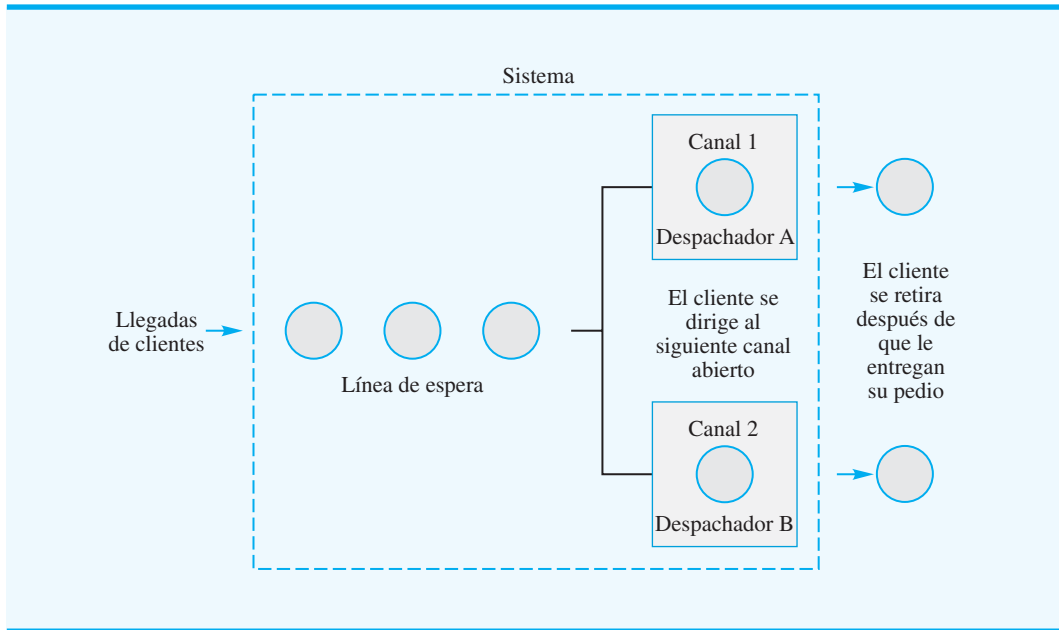 Sistema
Canal 1
Despachador A
Llegadas
de clientes
Línea de espera
El cliente se
dirige al
siguiente canal
abierto
El cliente
se retira
después de
que le
entregan
su pedio
Canal 2
Despachador B